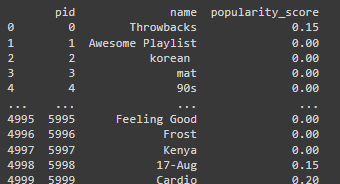 pid name popularity_score
0 0 Throwbacks 0.15
1 1 Awesome Playlist 0.00
2 2 korean 0.00
3 3 mat 0.00
4 4 90s 0.00
... ... ... ...
4995 5995 Feeling Good 0.00
4996 5996 Frost 0.00
4997 5997 Kenya 0.00
4998 5998 17-Aug 0.15
4999 5999 Cardio 0.20